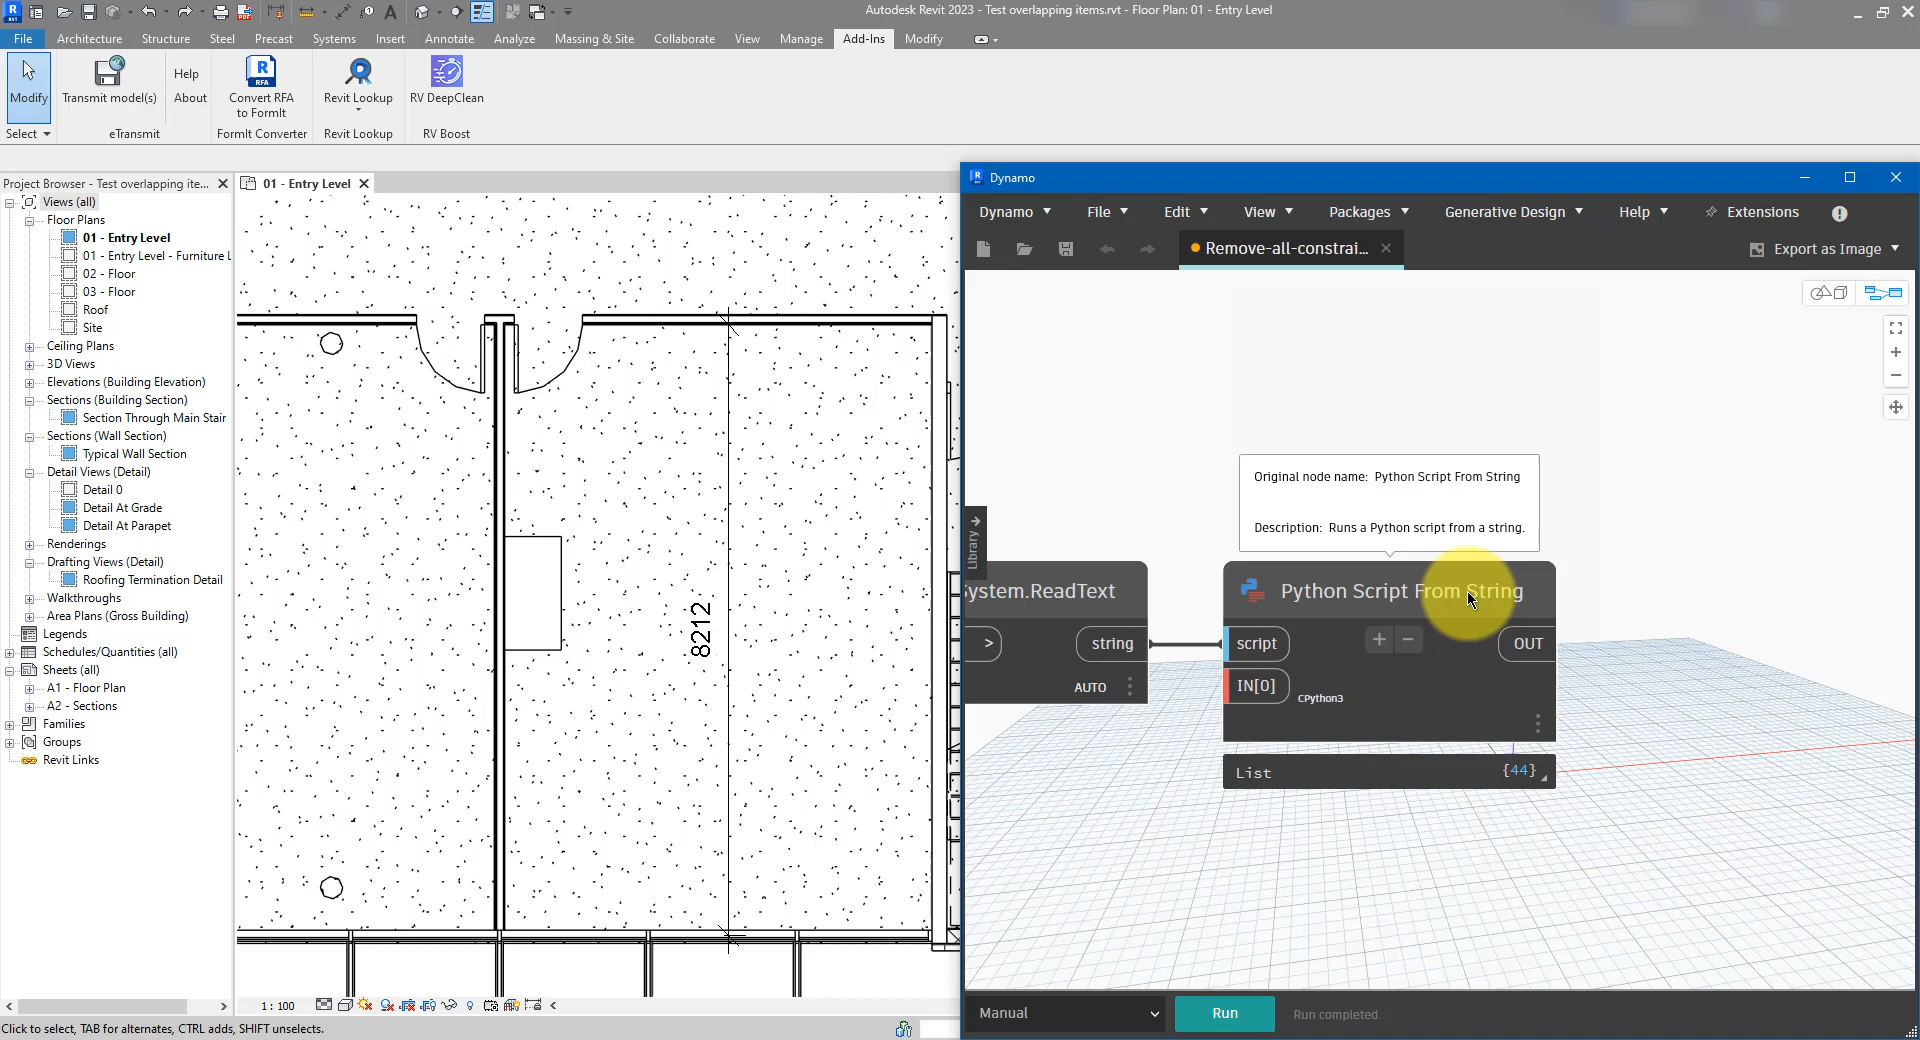 Autodesk Revit 2023 - Test overlapping items.rvt - Floor Plan: 01 - Entry Level
File Architecture Structure Steel Precast Systems Insert Annotate Analyze Massing & Site Collaborate View Manage Add-Ins Modify
Modify
Transmit model(s)
Help
About
Convert RFA
to FormIt
Revit Lookup
RV DeepClean
Select
eTransmit
FormIt Converter
Revit Lookup
RV Boost
Project Browser - Test overlapping ite...
01 - Entry Level
Views (all)
Floor Plans
01 - Entry Level
01 - Entry Level - Furniture L
02 - Floor
03 - Floor
Roof
Site
Ceiling Plans
3D Views
Elevations (Building Elevation)
Sections (Building Section)
Section Through Main Stair
Sections (Wall Section)
Typical Wall Section
Detail Views (Detail)
Detail 0
Detail At Grade
Detail At Parapet
Renderings
Drafting Views (Detail)
Roofing Termination Detail
Walkthroughs
Area Plans (Gross Building)
Legends
Schedules/Quantities (all)
Sheets (all)
A1 - Floor Plan
A2 - Sections
Families
Groups
Revit Links
8212
1 : 100
Click to select, TAB for alternates, CTRL adds, SHIFT unselects.
Dynamo
Dynamo File Edit View Packages Generative Design Help Extensions
Remove-all-constrai...
Export as Image
Library
Original node name: Python Script From String
Description: Runs a Python script from a string.
System.ReadText
>
string
AUTO
Python Script From String
script
+ −
OUT
IN[0]
CPython3
List
{44}
Manual
Run
Run completed.